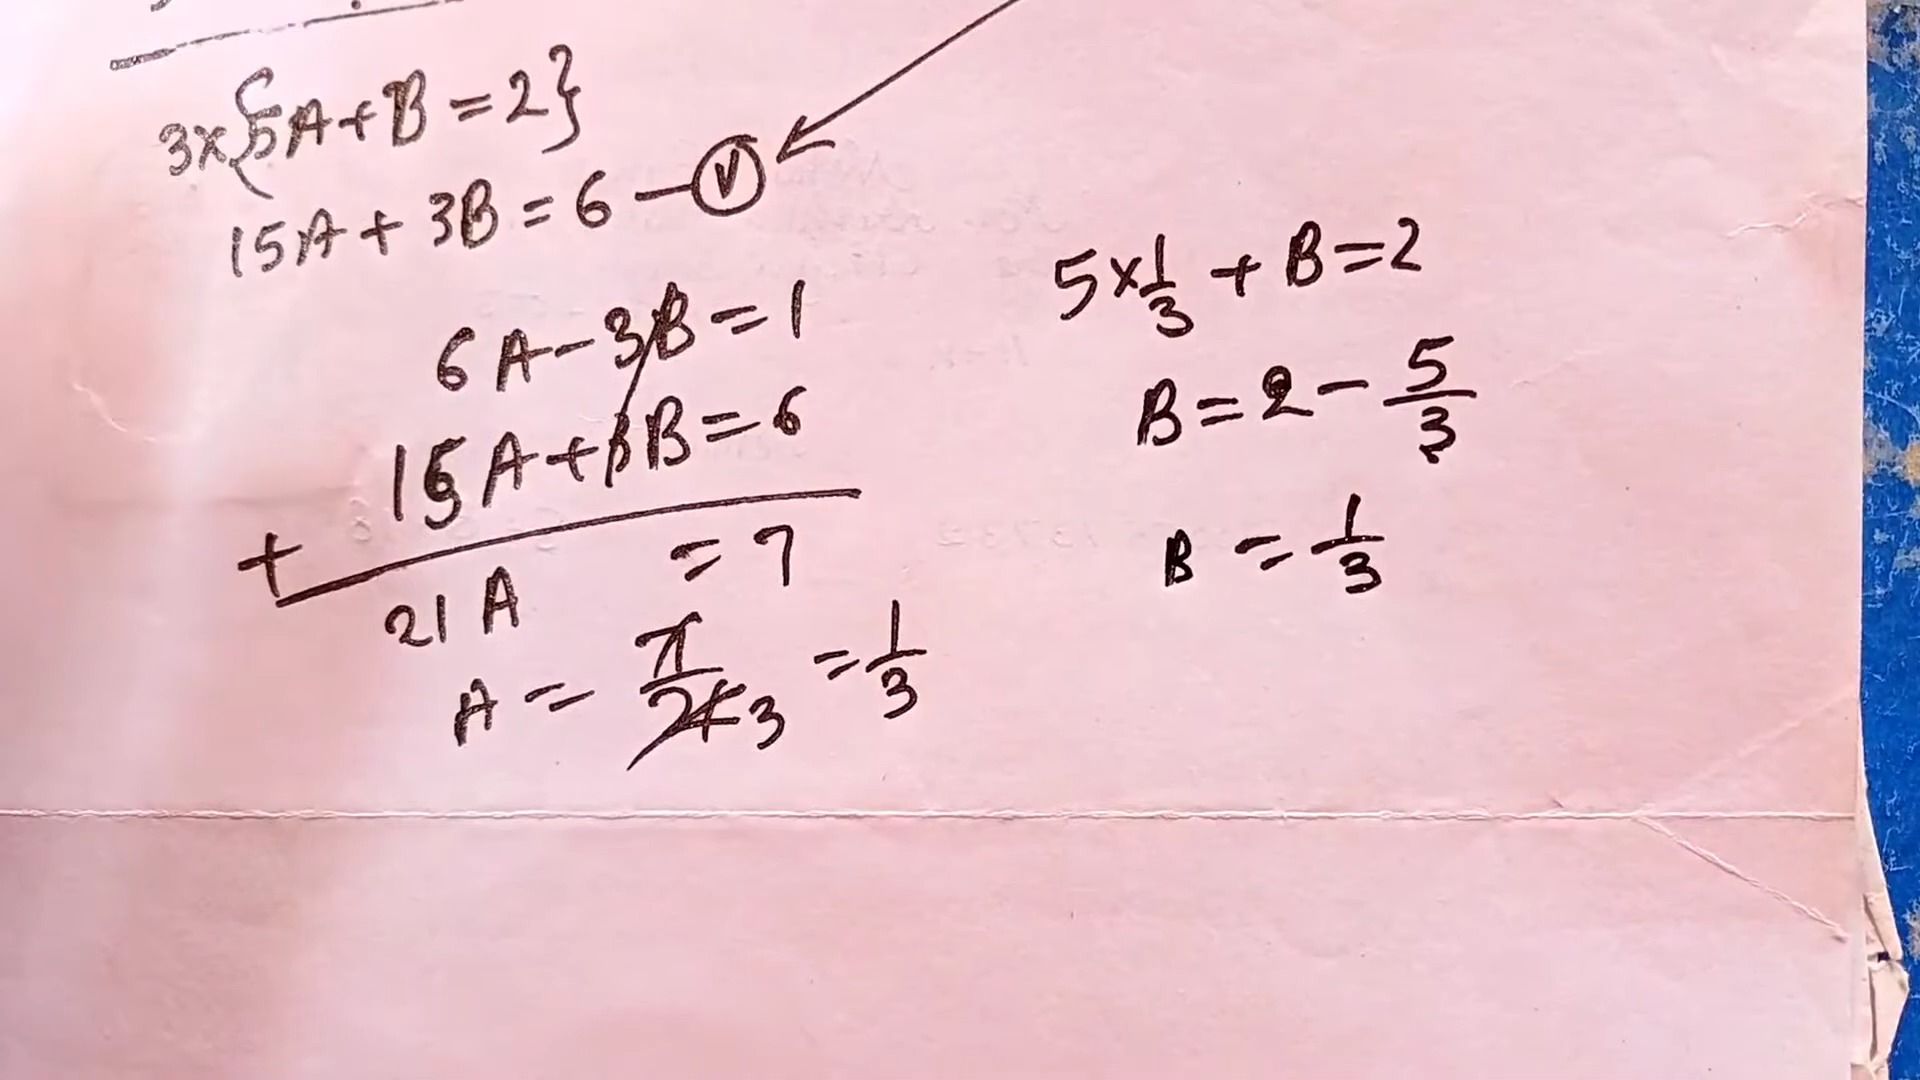 3×{5A+B=2}
15A+3B=6 —Ⓥ
6A-3B=1
15A+3B=6
+
21A =7
A= 7/21 3 =1/3
5×1/3+B=2
B=2-5/3
B=1/3